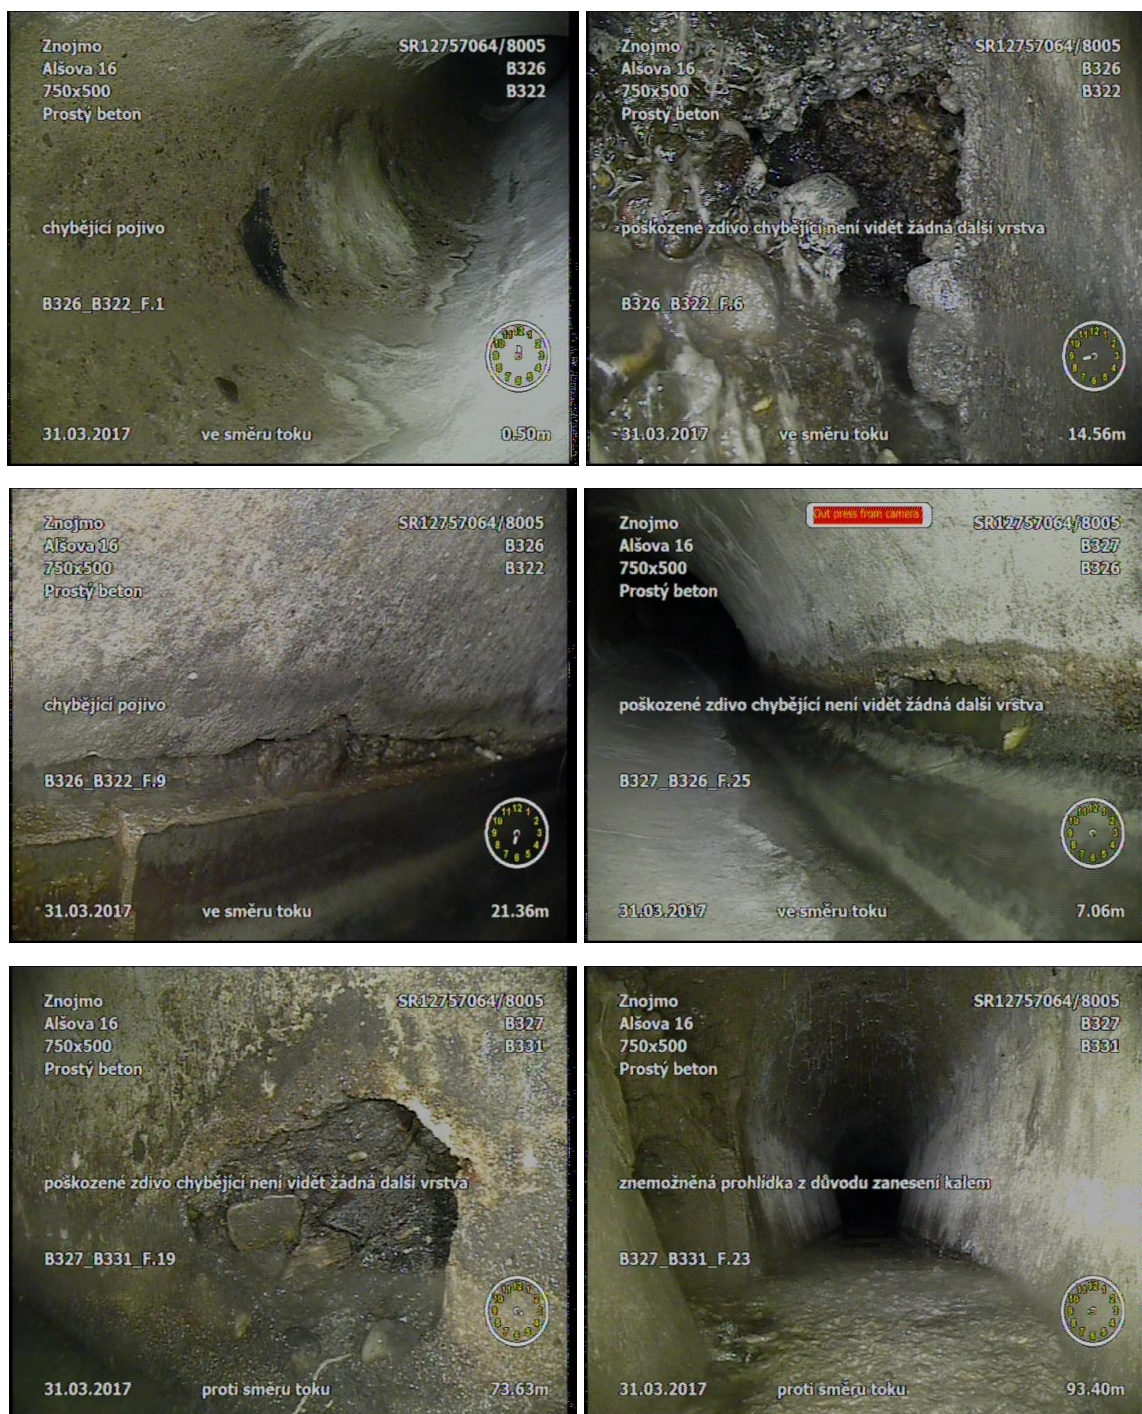 Znojmo SR12757064/8005
Alšova 16 B326
750x500 B322
Prostý beton
chybějící pojivo
B326_B322_F.1
31.03.2017 ve směru toku 0.50m
Znojmo SR12757064/8005
Alšova 16 B326
750x500 B322
Prostý beton
poškozené zdivo chybějící není vidět žádná další vrstva
B326_B322_F.6
31.03.2017 ve směru toku 14.56m
Znojmo SR12757064/8005
Alšova 16 B326
750x500 B322
Prostý beton
chybějící pojivo
B326_B322_F.9
31.03.2017 ve směru toku 21.36m
Out press from camera
Znojmo SR12757064/8005
Alšova 16 B327
750x500 B326
Prostý beton
poškozené zdivo chybějící není vidět žádná další vrstva
B327_B326_F.25
31.03.2017 ve směru toku 7.06m
Znojmo SR12757064/8005
Alšova 16 B327
750x500 B331
Prostý beton
poškozené zdivo chybějící není vidět žádná další vrstva
B327_B331_F.19
31.03.2017 proti směru toku 73.63m
Znojmo SR12757064/8005
Alšova 16 B327
750x500 B331
Prostý beton
znemožněná prohlídka z důvodu zanesení kalem
B327_B331_F.23
31.03.2017 proti směru toku 93.40m